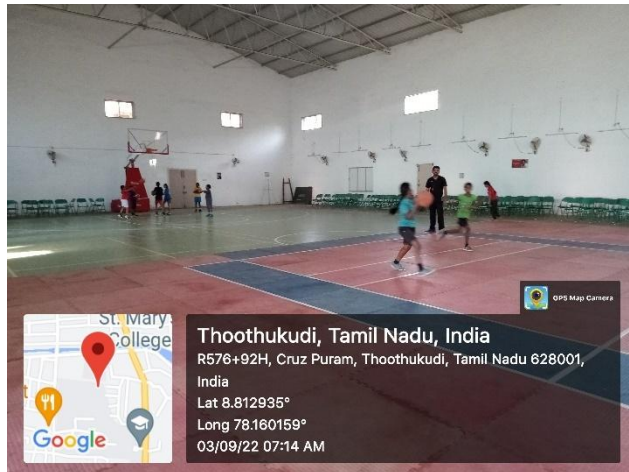 GPS Map Camera
St. Mary
College
Google
Thoothukudi, Tamil Nadu, India
R576+92H, Cruz Puram, Thoothukudi, Tamil Nadu 628001,
India
Lat 8.812935°
Long 78.160159°
03/09/22 07:14 AM